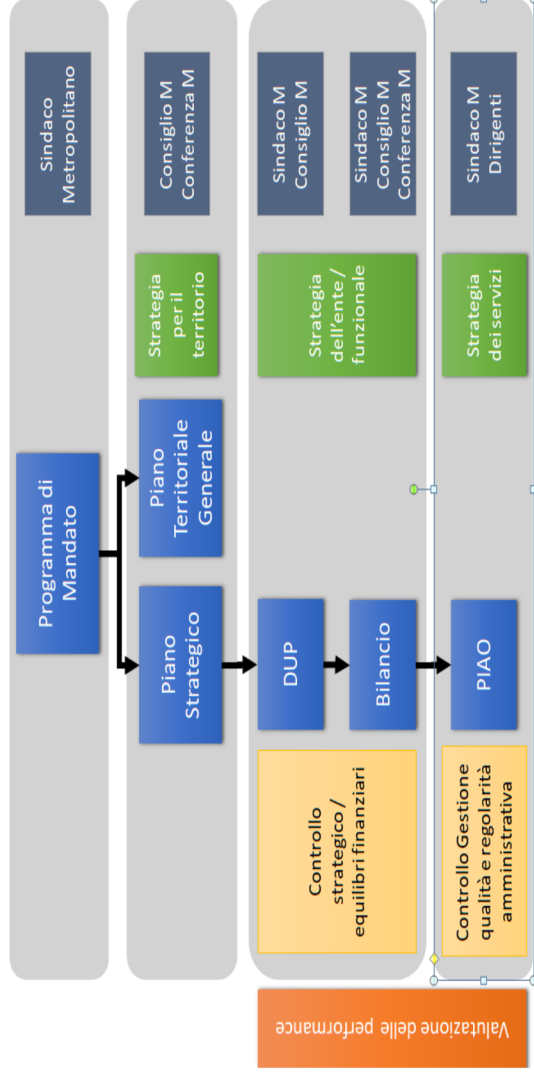 Programma di
Mandato
Sindaco
Metropolitano
Piano
Strategico
Piano
Territoriale
Generale
Strategia
per il
territorio
Consiglio M
Conferenza M
Valutazione delle performance
Controllo
strategico /
equilibri finanziari
DUP
Bilancio
Strategia
dell'ente /
funzionale
Sindaco M
Consiglio M
Sindaco M
Consiglio M
Conferenza M
Controllo Gestione
qualità e regolarità
amministrativa
PIAO
Strategia
dei servizi
Sindaco M
Dirigenti